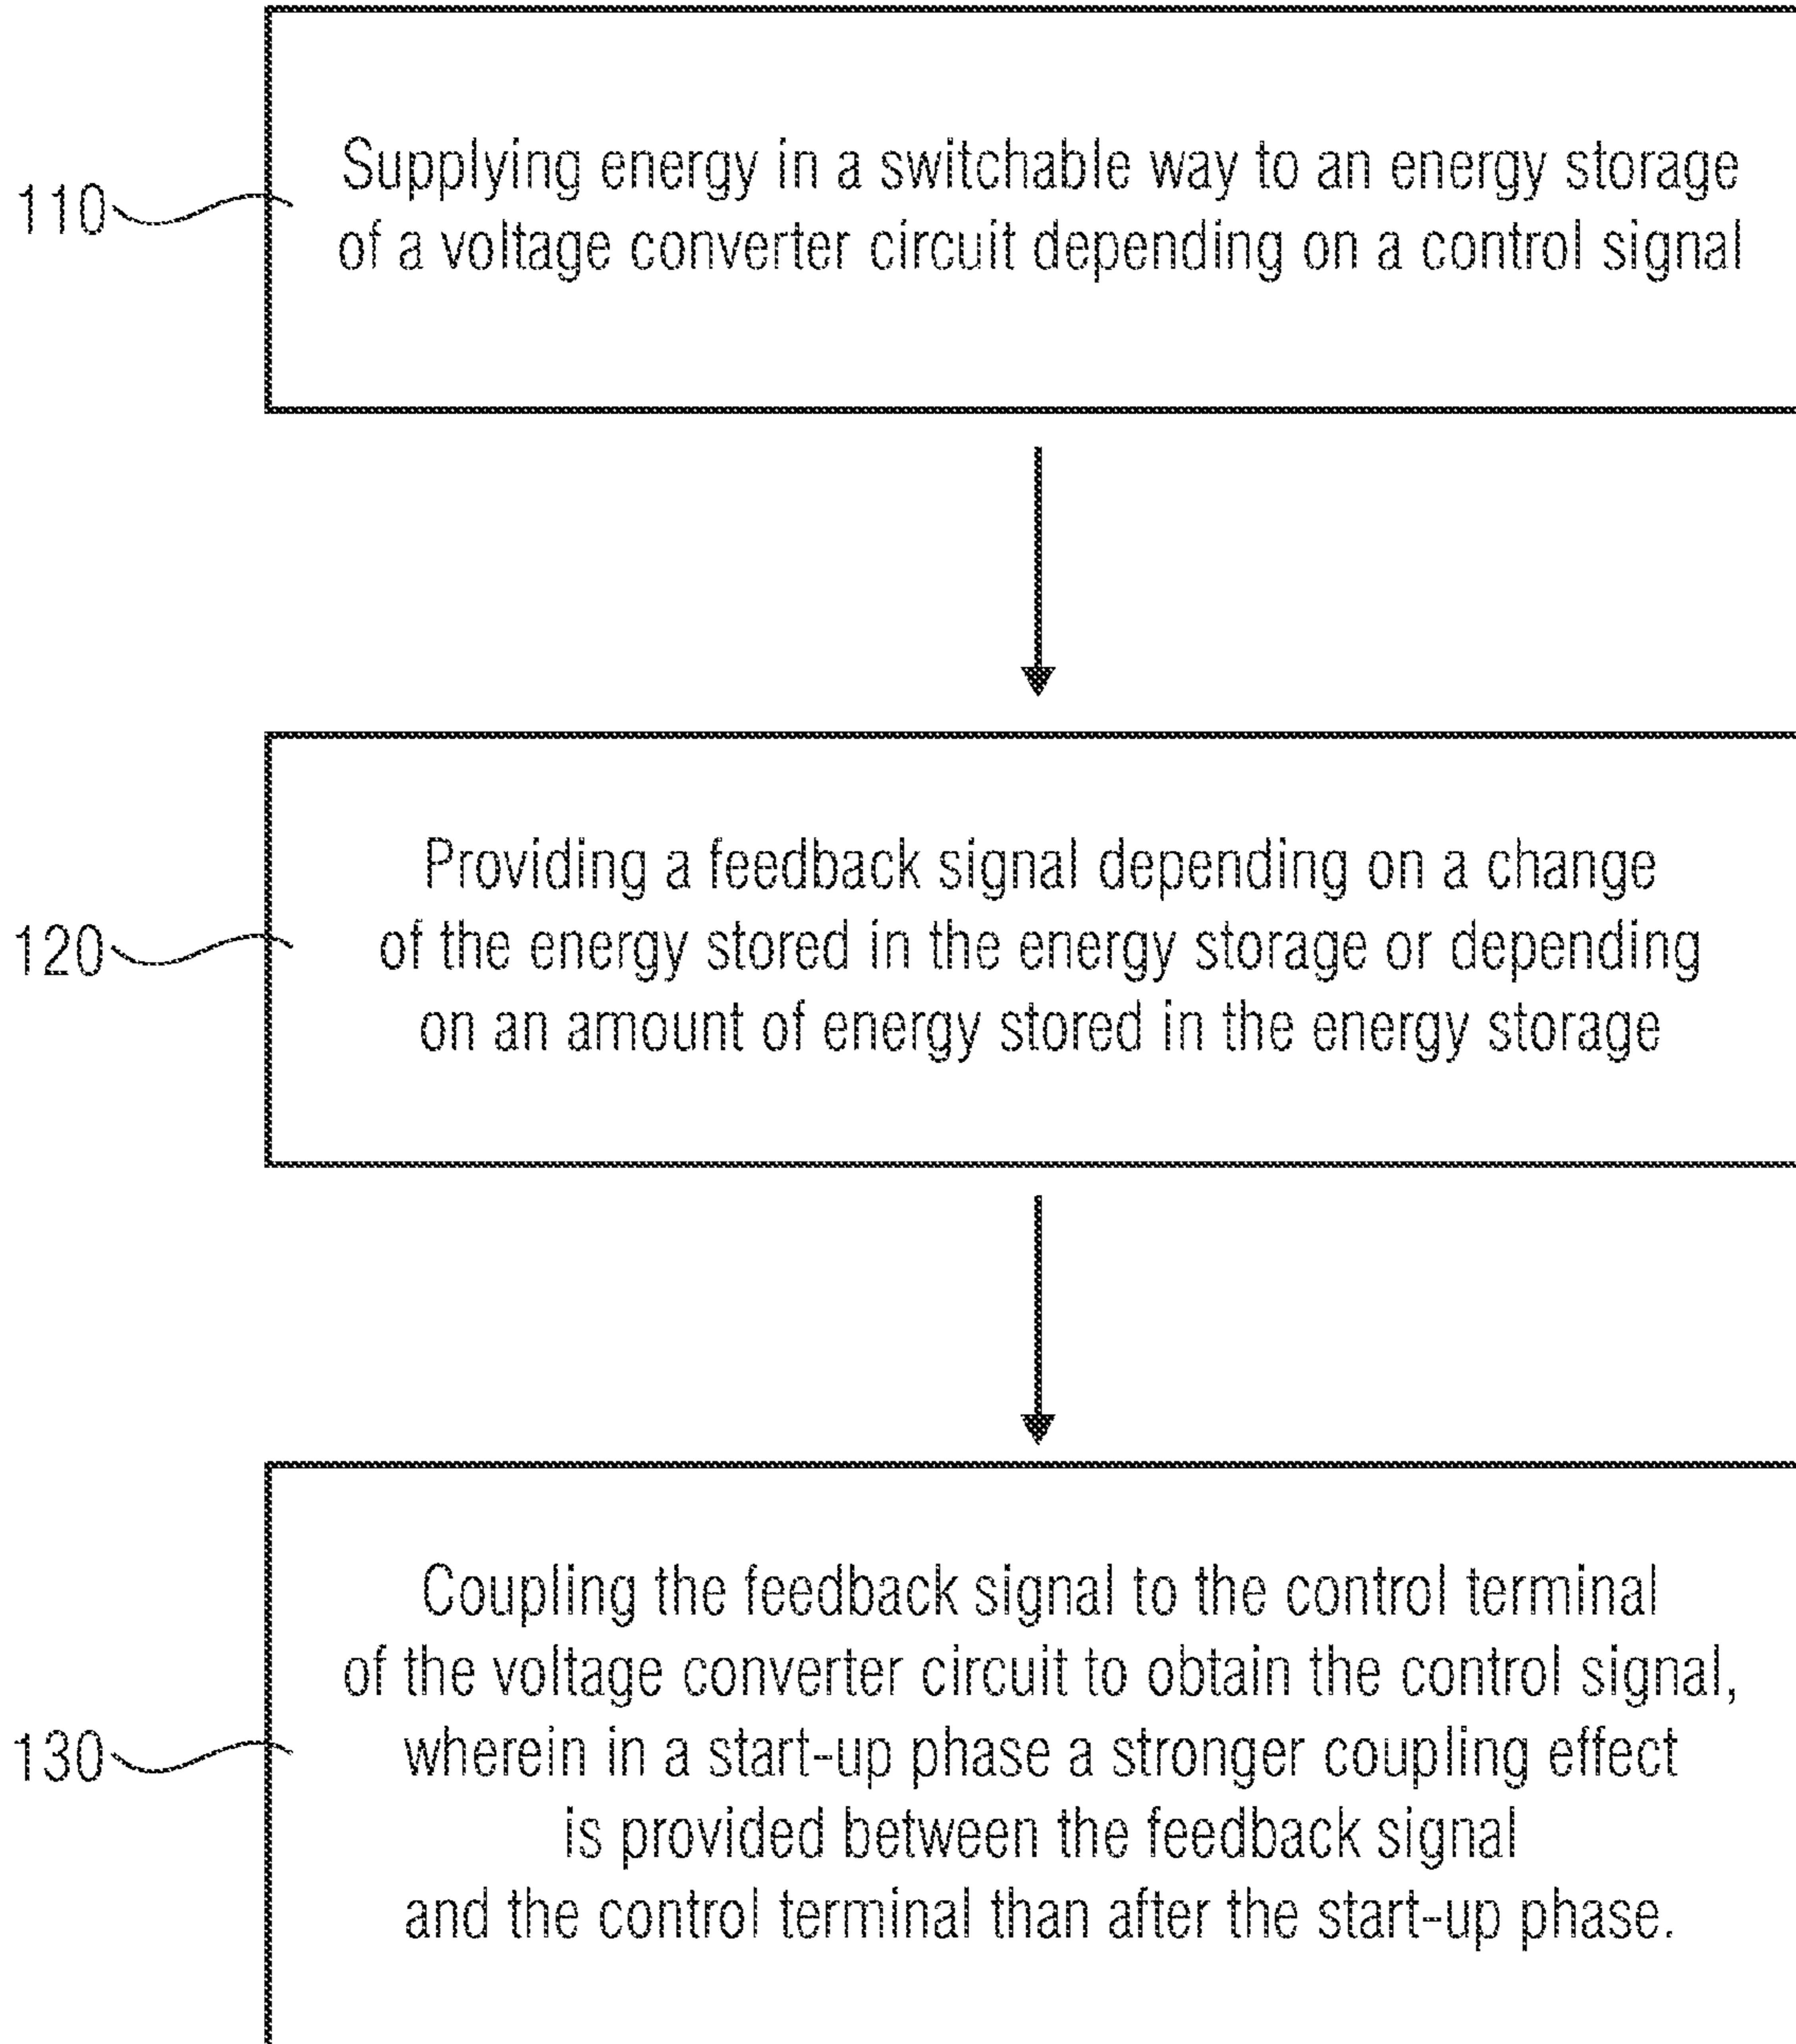 Supplying energy in a switchable way to an energy storage
110
of a voltage converter circuit depending on a control signal
Providing a feedback signal depending on a change
120
of the energy stored in the energy storage or depending
on an amount of energy stored in the energy storage
Coupling the feedback signal to the control terminal
of the voltage converter circuit to obtain the control signal,
130
wherein in a start-up phase a stronger coupling effect
is provided between the feedback signal
and the control terminal than after the start-up phase.